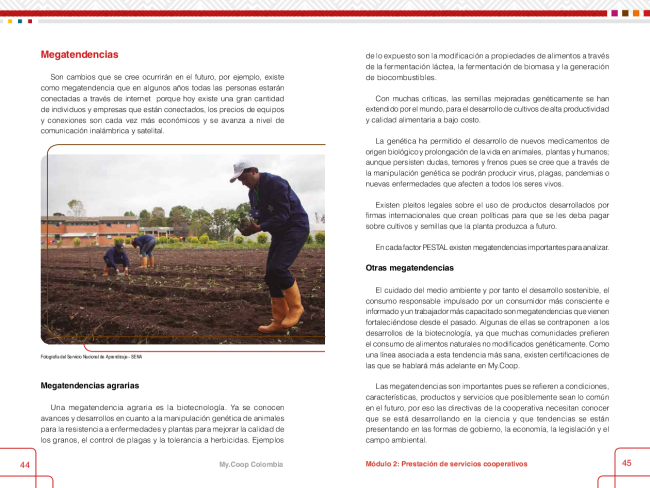 Megatendencias
Son cambios que se cree ocurrirán en el futuro, por ejemplo, existe
como megatendencia que en algunos años todas las personas estarán
conectadas a través de internet porque hoy existe una gran cantidad
de individuos y empresas que están conectados, los precios de equipos
y conexiones son cada vez más económicos y se avanza a nivel de
comunicación inalámbrica y satelital.
Fotografía del Servicio Nacional de Aprendizaje - SENA
Megatendencias agrarias
Una megatendencia agraria es la biotecnología. Ya se conocen
avances y desarrollos en cuanto a la manipulación genética de animales
para la resistencia a enfermedades y plantas para mejorar la calidad de
los granos, el control de plagas y la tolerancia a herbicidas. Ejemplos
44
My.Coop Colombia
de lo expuesto son la modificación a propiedades de alimentos a través
de la fermentación láctea, la fermentación de biomasa y la generación
de biocombustibles.
Con muchas críticas, las semillas mejoradas genéticamente se han
extendido por el mundo, para el desarrollo de cultivos de alta productividad
y calidad alimentaria a bajo costo.
La genética ha permitido el desarrollo de nuevos medicamentos de
origen biológico y prolongación de la vida en animales, plantas y humanos;
aunque persisten dudas, temores y frenos pues se cree que a través de
la manipulación genética se podrán producir virus, plagas, pandemias o
nuevas enfermedades que afecten a todos los seres vivos.
Existen pleitos legales sobre el uso de productos desarrollados por
firmas internacionales que crean políticas para que se les deba pagar
sobre cultivos y semillas que la planta produzca a futuro.
En cada factor PESTAL existen megatendencias importantes para analizar.
Otras megatendencias
El cuidado del medio ambiente y por tanto el desarrollo sostenible, el
consumo responsable impulsado por un consumidor más consciente e
informado y un trabajador más capacitado son megatendencias que vienen
fortaleciéndose desde el pasado. Algunas de ellas se contraponen a los
desarrollos de la biotecnología, ya que muchas comunidades prefieren
el consumo de alimentos naturales no modificados genéticamente. Como
una línea asociada a esta tendencia más sana, existen certificaciones de
las que se hablará más adelante en My.Coop.
Las megatendencias son importantes pues se refieren a condiciones,
características, productos y servicios que posiblemente sean lo común
en el futuro, por eso las directivas de la cooperativa necesitan conocer
que se está desarrollando en la ciencia y que tendencias se están
presentando en las formas de gobierno, la economía, la legislación y el
campo ambiental.
Módulo 2: Prestación de servicios cooperativos
45